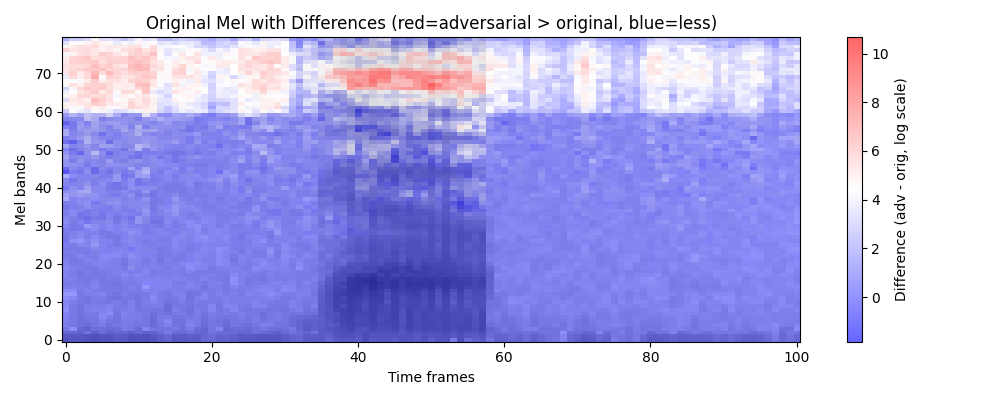 Original Mel with Differences (red=adversarial > original, blue=less)
Mel bands
70
60
50
40
30
20
10
0
0 20 40 60 80 100
Time frames
10
8
6
4
2
0
Difference (adv - orig, log scale)